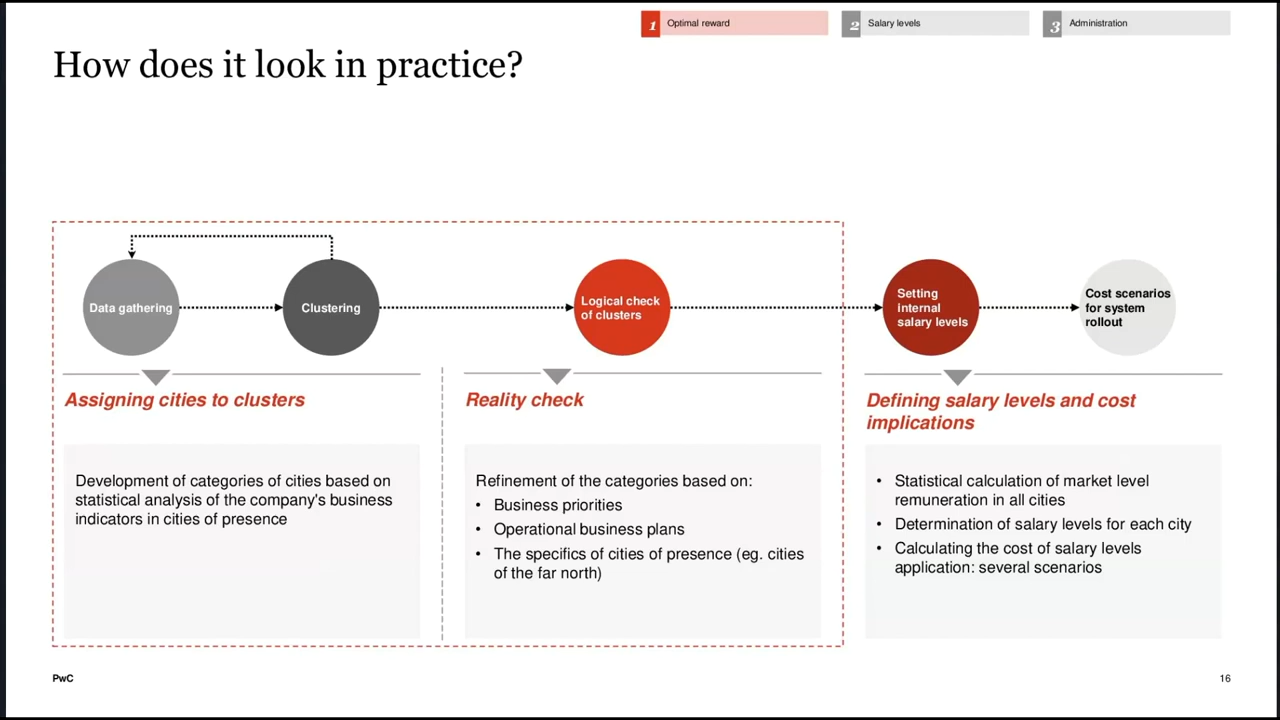 1 Optimal reward
2 Salary levels
3 Administration
How does it look in practice?
Data gathering
Clustering
Logical check
of clusters
Setting
internal
salary levels
Cost scenarios
for system
rollout
Assigning cities to clusters
Development of categories of cities based on
statistical analysis of the company's business
indicators in cities of presence
Reality check
Refinement of the categories based on:
• Business priorities
• Operational business plans
• The specifics of cities of presence (eg. cities
of the far north)
Defining salary levels and cost
implications
• Statistical calculation of market level
remuneration in all cities
• Determination of salary levels for each city
• Calculating the cost of salary levels
application: several scenarios
PwC
16